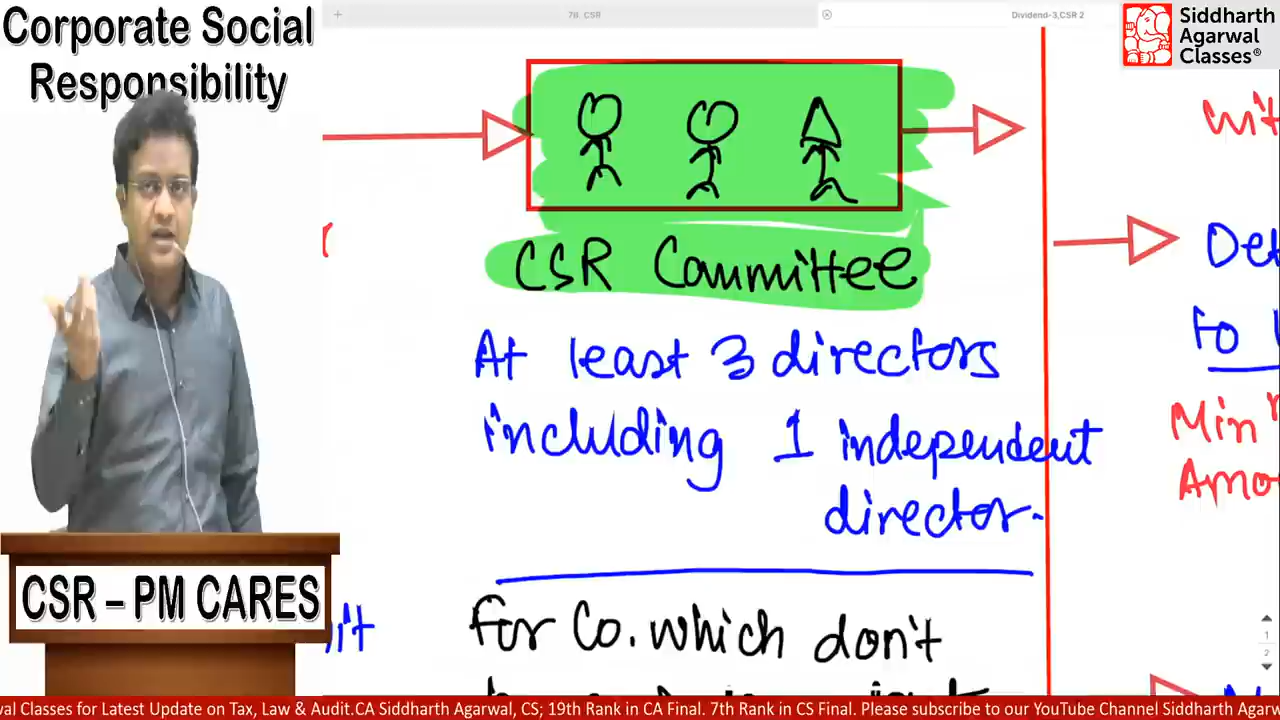 Corporate Social
Responsibility
78. CSR
Dividend-3,CSR 2
Siddharth
Agarwal
Classes®
CSR Committee
At least 3 directors
including 1 independent
director.
for Co. which don't
to
Min
CSR – PM CARES
1
2
Classes for Latest Update on Tax, Law & Audit.CA Siddharth Agarwal, CS; 19th Rank in CA Final. 7th Rank in CS Final. Please subscribe to our YouTube Channel Siddharth